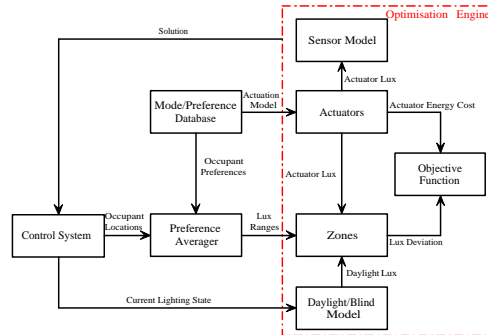 Optimisation Engine
Solution
Sensor Model
Actuator Lux
Mode/Preference
Database
Actuation
Model
Actuators
Actuator Energy Cost
Occupant
Preferences
Actuator Lux
Objective
Function
Control System
Occupant
Locations
Preference
Averager
Lux
Ranges
Zones
Lux Deviation
Daylight Lux
Current Lighting State
Daylight/Blind
Model